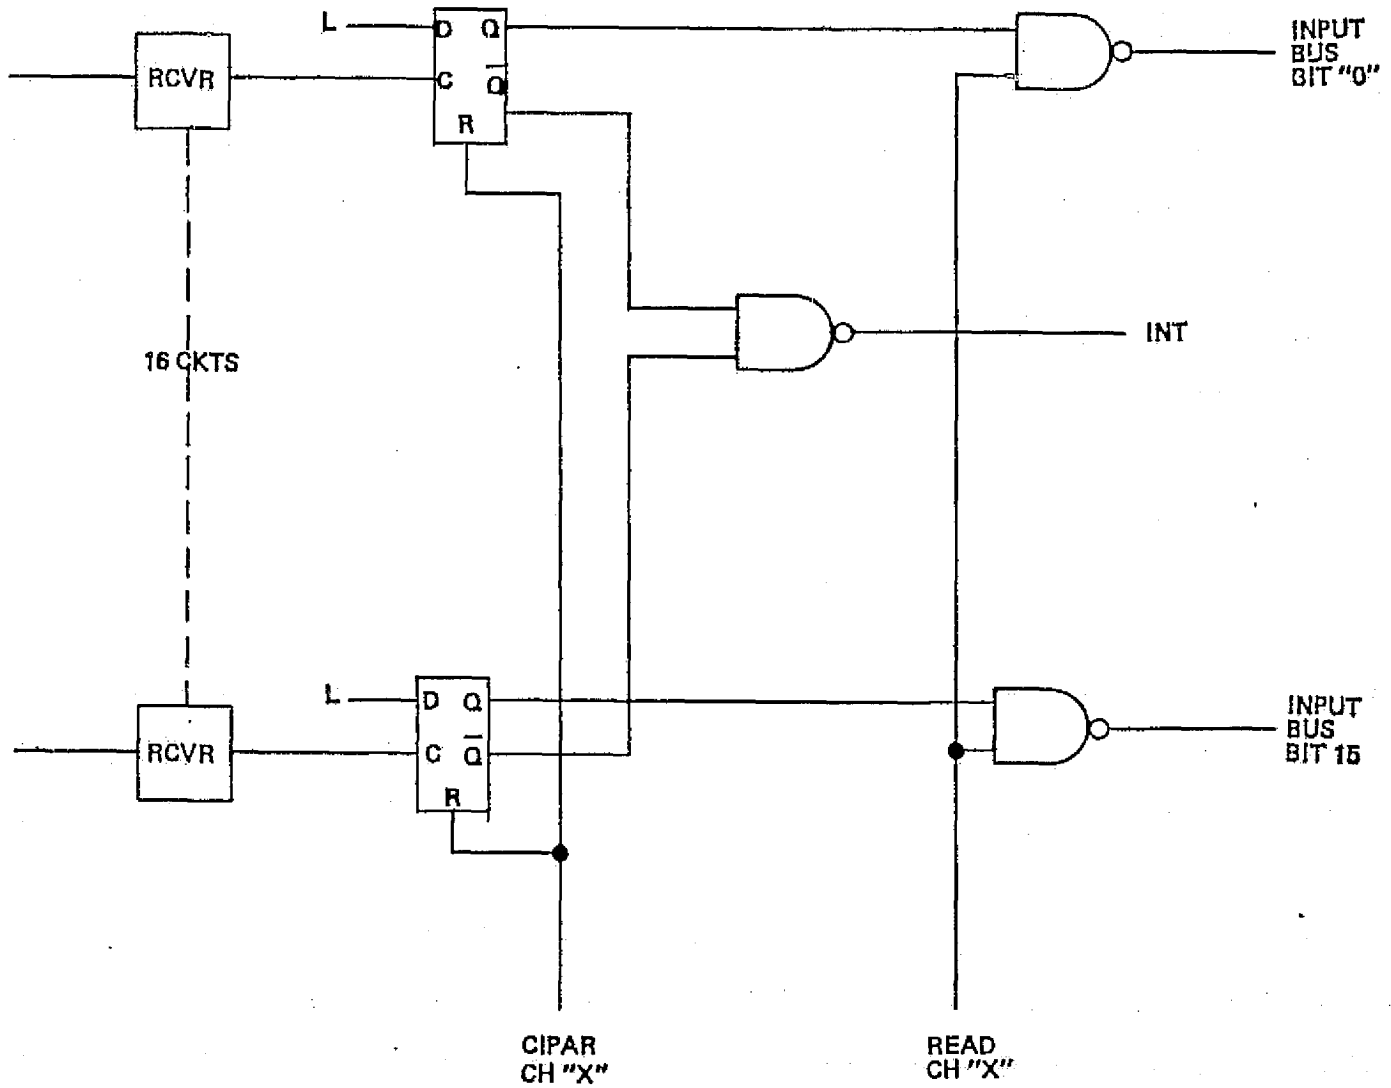 L
D Q
RCVR
C Q
R
INPUT
BUS
BIT "0"
INT
16 CKTS
L
D Q
RCVR
C Q
R
INPUT
BUS
BIT 15
CIPAR
CH "X"
READ
CH "X"